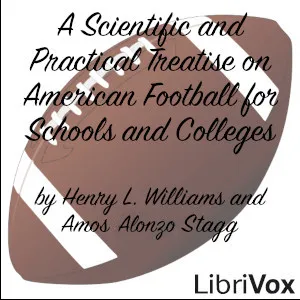 A Scientific and
Practical Treatise on
American Football for
Schools and Colleges
by Henry L. Williams and
Amos Alonzo Stagg
LibriVox